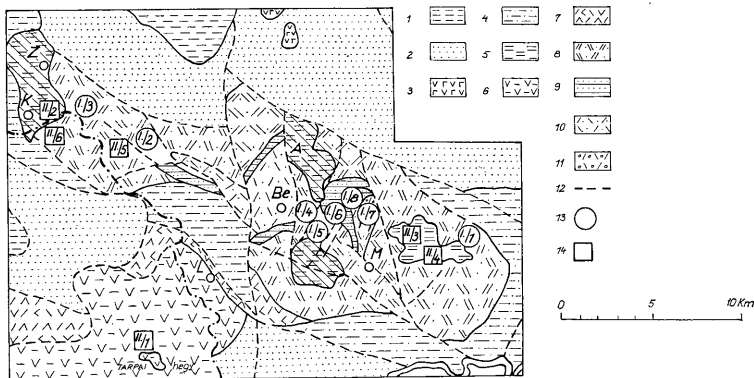 1
2
3
4
5
6
7
8
9
10
11
12
13
14
0 5 10 Km
Z
K
II/2
I/3
II/6
II/5
I/2
A
Be.
I/4
I/6
I/8
I/7
I/5
M
II/3
II/4
I/1
L
II/1
TARPAI hegy